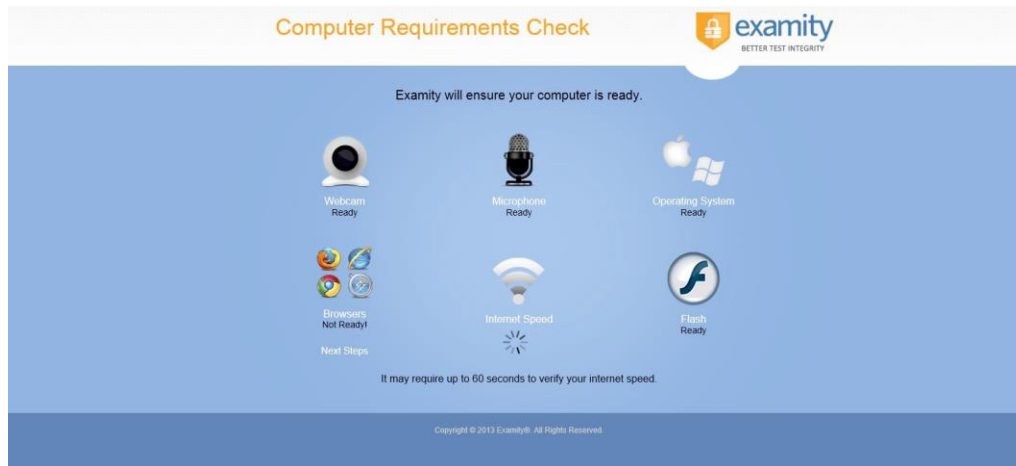 Computer Requirements Check
examity
BETTER TEST INTEGRITY
Examity will ensure your computer is ready.
Webcam
Ready
Microphone
Ready
Operating System
Ready
Browsers
Not Ready!
Next Steps
Internet Speed
Flash
Ready
It may require up to 60 seconds to verify your internet speed.
Copyright © 2013 Examity®. All Rights Reserved.